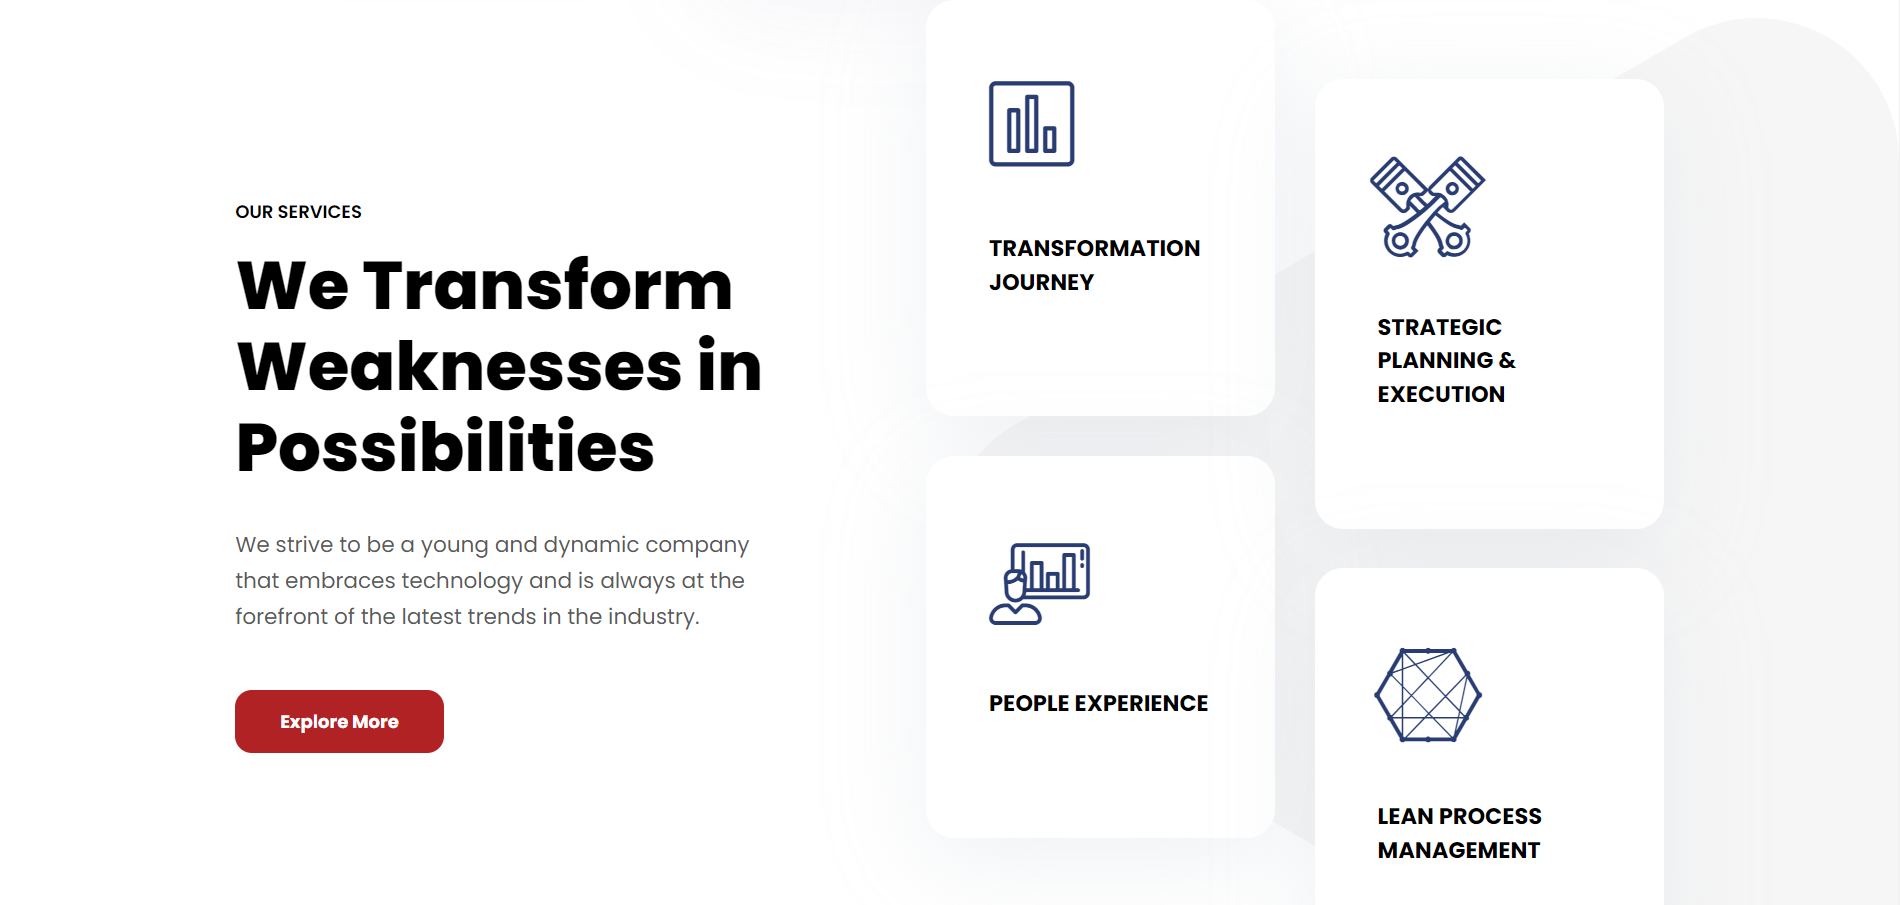 OUR SERVICES
We Transform
Weaknesses in
Possibilities
We strive to be a young and dynamic company
that embraces technology and is always at the
forefront of the latest trends in the industry.
Explore More
TRANSFORMATION
JOURNEY
STRATEGIC
PLANNING &
EXECUTION
PEOPLE EXPERIENCE
LEAN PROCESS
MANAGEMENT